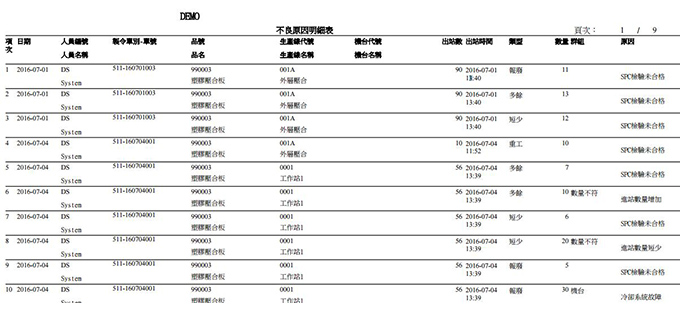 DEMO
不良原因明細表
頁次： 1 / 9
項次 日期 人員編號 製令單別-單號 品號 生產線代號 機台代號 出站數 出站時間 類型 數量 群組 原因
人員名稱 品名 生產線名稱 機台名稱
1 2016-07-01 DS 511-160701003 990003 001A 90 2016-07-01 報廢 11
System 塑膠壓合板 外層壓合 13:40 SPC檢驗未合格
2 2016-07-01 DS 511-160701003 990003 001A 90 2016-07-01 多餘 13
System 塑膠壓合板 外層壓合 13:40 SPC檢驗未合格
3 2016-07-01 DS 511-160701003 990003 001A 90 2016-07-01 短少 12
System 塑膠壓合板 外層壓合 13:40 SPC檢驗未合格
4 2016-07-04 DS 511-160704001 990003 001A 10 2016-07-04 重工 10
System 塑膠壓合板 外層壓合 11:52 SPC檢驗未合格
5 2016-07-04 DS 511-160704001 990003 0001 56 2016-07-04 多餘 7
System 塑膠壓合板 工作站1 13:39 SPC檢驗未合格
6 2016-07-04 DS 511-160704001 990003 0001 56 2016-07-04 多餘 10 數量不符
System 塑膠壓合板 工作站1 13:39 進站數量增加
7 2016-07-04 DS 511-160704001 990003 0001 56 2016-07-04 短少 6
System 塑膠壓合板 工作站1 13:39 SPC檢驗未合格
8 2016-07-04 DS 511-160704001 990003 0001 56 2016-07-04 短少 20 數量不符
System 塑膠壓合板 工作站1 13:39 進站數量短少
9 2016-07-04 DS 511-160704001 990003 0001 56 2016-07-04 報廢 5
System 塑膠壓合板 工作站1 13:39 SPC檢驗未合格
10 2016-07-04 DS 511-160704001 990003 0001 56 2016-07-04 報廢 30 機台
System 塑膠壓合板 工作站1 13:39 冷卻系統故障